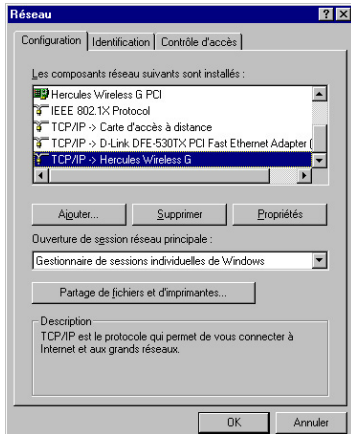 Réseau
Configuration Identification Contrôle d'accès
Les composants réseau suivants sont installés :
Hercules Wireless G PCI
IEEE 802.1X Protocol
TCP/IP -> Carte d'accès à distance
TCP/IP -> D-Link DFE-530TX PCI Fast Ethernet Adapter (
TCP/IP -> Hercules Wireless G
Ajouter... Supprimer Propriétés
Ouverture de session réseau principale :
Gestionnaire de sessions individuelles de Windows
Partage de fichiers et d'imprimantes...
Description
TCP/IP est le protocole qui permet de vous connecter à
Internet et aux grands réseaux.
OK Annuler